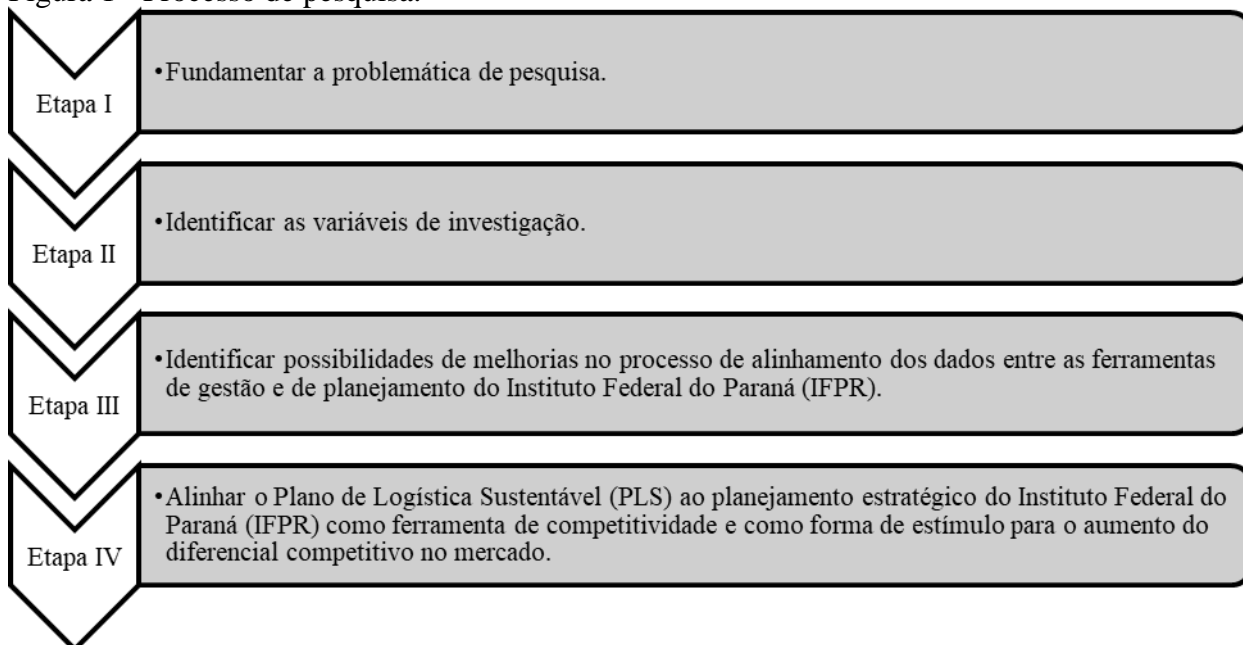 Figura 1 - Processo de pesquisa.
Etapa I
•Fundamentar a problemática de pesquisa.
Etapa II
•Identificar as variáveis de investigação.
Etapa III
•Identificar possibilidades de melhorias no processo de alinhamento dos dados entre as ferramentas
de gestão e de planejamento do Instituto Federal do Paraná (IFPR).
Etapa IV
•Alinhar o Plano de Logística Sustentável (PLS) ao planejamento estratégico do Instituto Federal do
Paraná (IFPR) como ferramenta de competitividade e como forma de estímulo para o aumento do
diferencial competitivo no mercado.